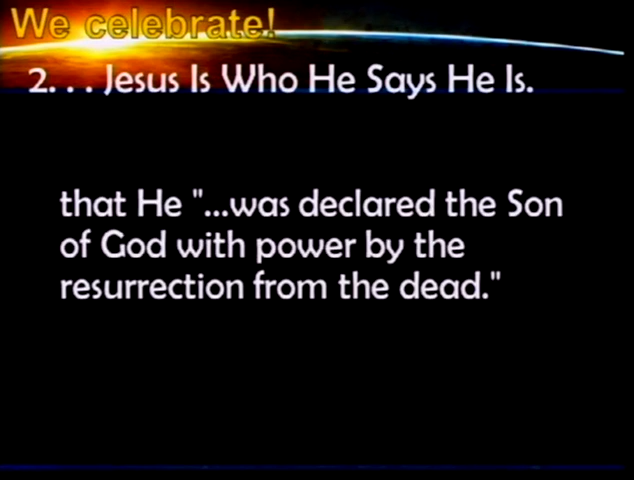 We celebrate!
2. . . Jesus Is Who He Says He Is.
that He "...was declared the Son
of God with power by the
resurrection from the dead."